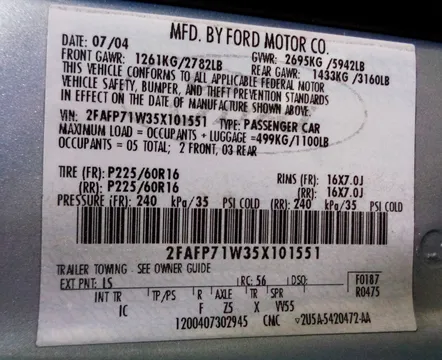 MFD. BY FORD MOTOR CO.
DATE: 07/04 GVWR: 2695KG/5942LB
FRONT GAWR: 1261KG/2782LB REAR GAWR: 1433KG/3160LB
THIS VEHICLE CONFORMS TO ALL APPLICABLE FEDERAL MOTOR
VEHICLE SAFETY, BUMPER, AND THEFT PREVENTION STANDARDS
IN EFFECT ON THE DATE OF MANUFACTURE SHOWN ABOVE.
VIN: 2FAFP71W35X101551 TYPE: PASSENGER CAR
MAXIMUM LOAD = OCCUPANTS + LUGGAGE =499KG/1100LB
OCCUPANTS = 05 TOTAL; 2 FRONT, 03 REAR
TIRE (FR): P225/60R16 RIMS (FR): 16X7.0J
(RR): P225/60R16 (RR): 16X7.0J
PRESSURE (FR): 240 kPa/35 PSI COLD (RR): 240 kPa/35 PSI COLD
2FAFP71W35X101551
TRAILER TOWING - SEE OWNER GUIDE
EXT PNT: LS RC: 56 DSO: F0187
INT TR TP/PS R AXLE TR SPR R0475
IC F Z5 X VV55
1200407302945 CMC 2U5A-5420472-AA